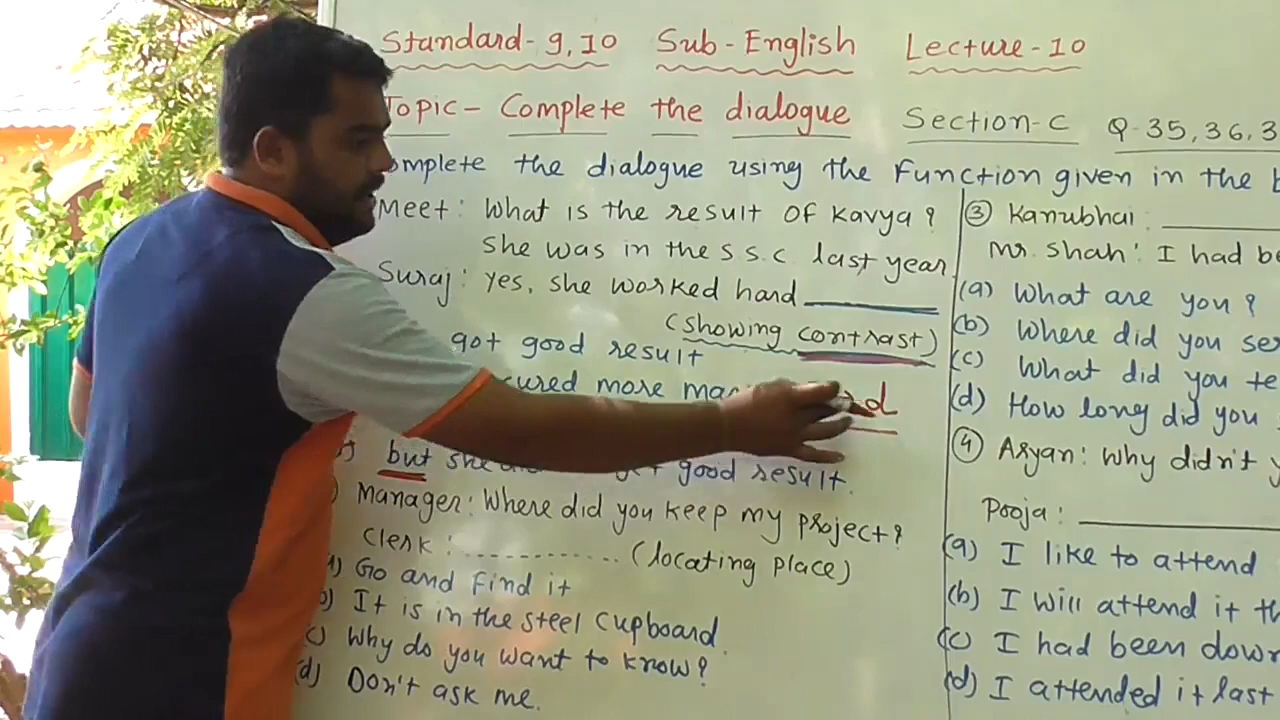 Standard-9,10 Sub-English Lecture-10
Topic- Complete the dialogue Section-C Q-35,36,3
omplete the dialogue using the Function given in the b
Meet: What is the result of Kavya?
She was in the S S.C last year.
Suraj: Yes, she worked hard
(showing contrast)
got good result
cured more
d
but she good result.
Manager: Where did you keep my project?
Clerk: (locating place)
Go and Find it
It is in the steel cupboard.
Why do you want to know?
(d) Don't ask me.
③ Kanubhai:
Mr. Shah: I had be
(a) What are you?
(b) Where did you ser
(c) What did you te
(d) How long did you
④ Aryan: Why didn't y
Pooja:
(a) I like to attend
(b) I will attend it th
(c) I had been down
(d) I attended it last